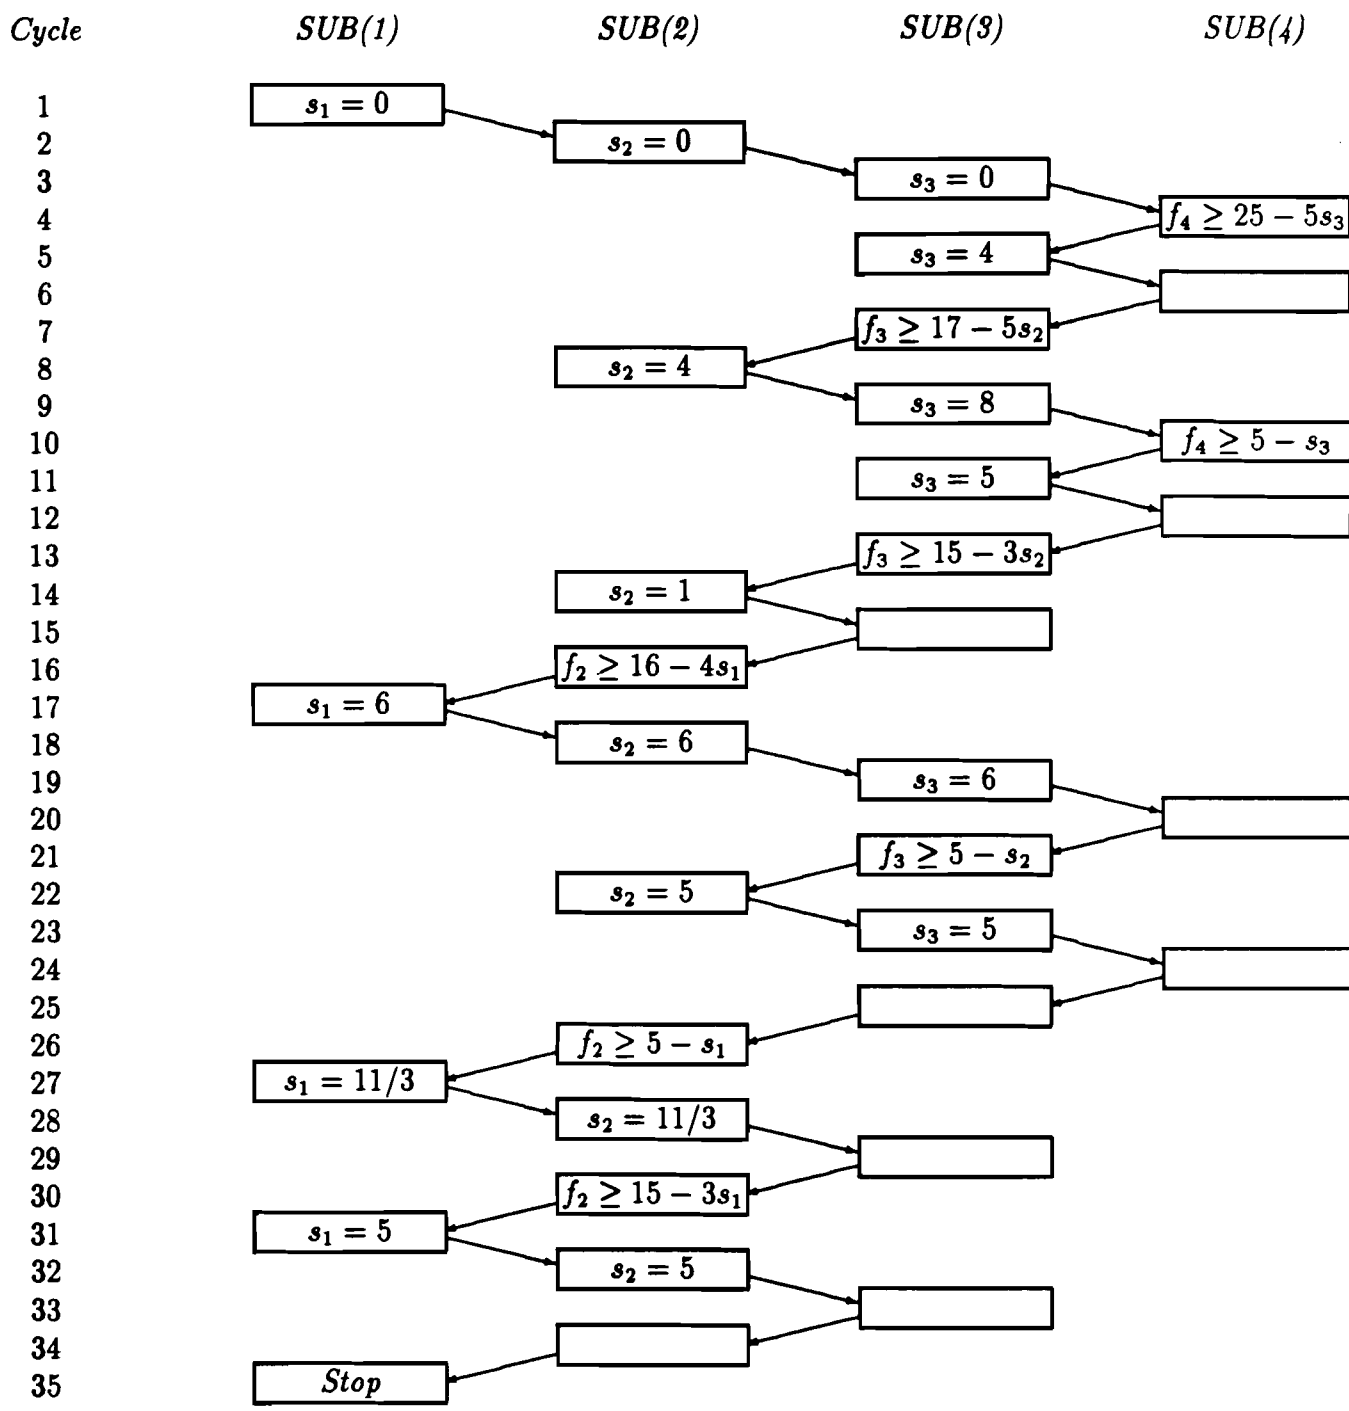 Cycle SUB(1) SUB(2) SUB(3) SUB(4)
1 s₁ = 0
2 s₂ = 0
3 s₃ = 0
4 f₄ ≥ 25 − 5s₃
5 s₃ = 4
6
7 f₃ ≥ 17 − 5s₂
8 s₂ = 4
9 s₃ = 8
10 f₄ ≥ 5 − s₃
11 s₃ = 5
12
13 f₃ ≥ 15 − 3s₂
14 s₂ = 1
15
16 f₂ ≥ 16 − 4s₁
17 s₁ = 6
18 s₂ = 6
19 s₃ = 6
20
21 f₃ ≥ 5 − s₂
22 s₂ = 5
23 s₃ = 5
24
25
26 f₂ ≥ 5 − s₁
27 s₁ = 11/3
28 s₂ = 11/3
29
30 f₂ ≥ 15 − 3s₁
31 s₁ = 5
32 s₂ = 5
33
34
35 Stop